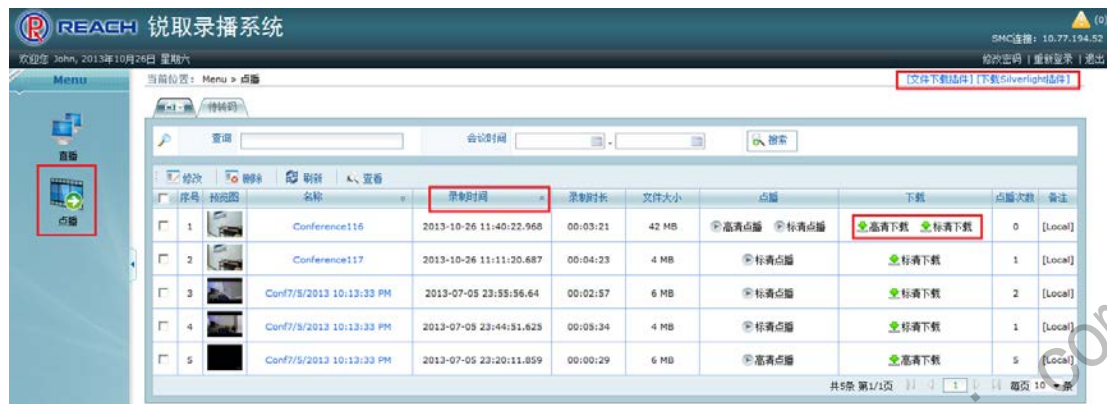 REACH 锐取录播系统
(0)
SMC连接: 10.77.194.52
欢迎您 John, 2013年10月26日 星期六
修改密码 | 重新登录 | 退出
Menu
当前位置: Menu » 点播
[文件下载插件] [下载Silverlight插件]
待转码
查询
会议时间
-
搜索
直播
点播
修改 删除 刷新 查看
序号 预览图 名称 录制时间 录制时长 文件大小 点播 下载 点播次数 备注
1 Conference116 2013-10-26 11:40:22.968 00:03:21 42 MB 高清点播 标清点播 高清下载 标清下载 0 [Local]
2 Conference117 2013-10-26 11:11:20.687 00:04:23 4 MB 标清点播 标清下载 1 [Local]
3 Conf7/5/2013 10:13:33 PM 2013-07-05 23:55:56.64 00:02:57 6 MB 标清点播 标清下载 2 [Local]
4 Conf7/5/2013 10:13:33 PM 2013-07-05 23:44:51.625 00:05:34 4 MB 标清点播 标清下载 1 [Local]
5 Conf7/5/2013 10:13:33 PM 2013-07-05 23:20:11.859 00:00:29 6 MB 高清点播 高清下载 5 [Local]
共5条 第1/1页 1 每页 10 条